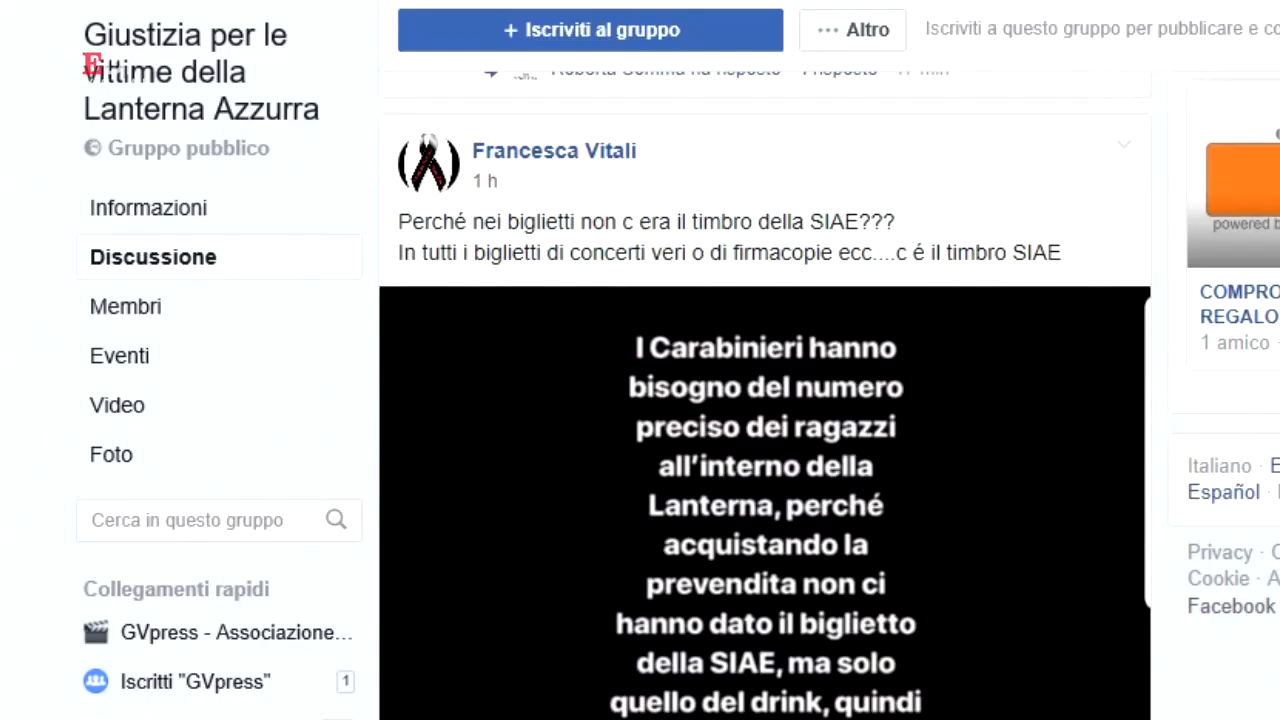 Giustizia per le
vittime della
Lanterna Azzurra
Gruppo pubblico
Informazioni
Discussione
Membri
Eventi
Video
Foto
Cerca in questo gruppo
Collegamenti rapidi
GVpress - Associazione...
Iscritti "GVpress"
1
+ Iscriviti al gruppo
Altro
Iscriviti a questo gruppo per pubblicare e
Francesca Vitali
1 h
Perché nei biglietti non c era il timbro della SIAE???
In tutti i biglietti di concerti veri o di firmacopie ecc....c é il timbro SIAE
I Carabinieri hanno
bisogno del numero
preciso dei ragazzi
all'interno della
Lanterna, perché
acquistando la
prevendita non ci
hanno dato il biglietto
della SIAE, ma solo
quello del drink, quindi
powered b
COMPRO
REGALO
1 amico ·
Italiano ·
Español ·
Privacy ·
Cookie ·
Facebook